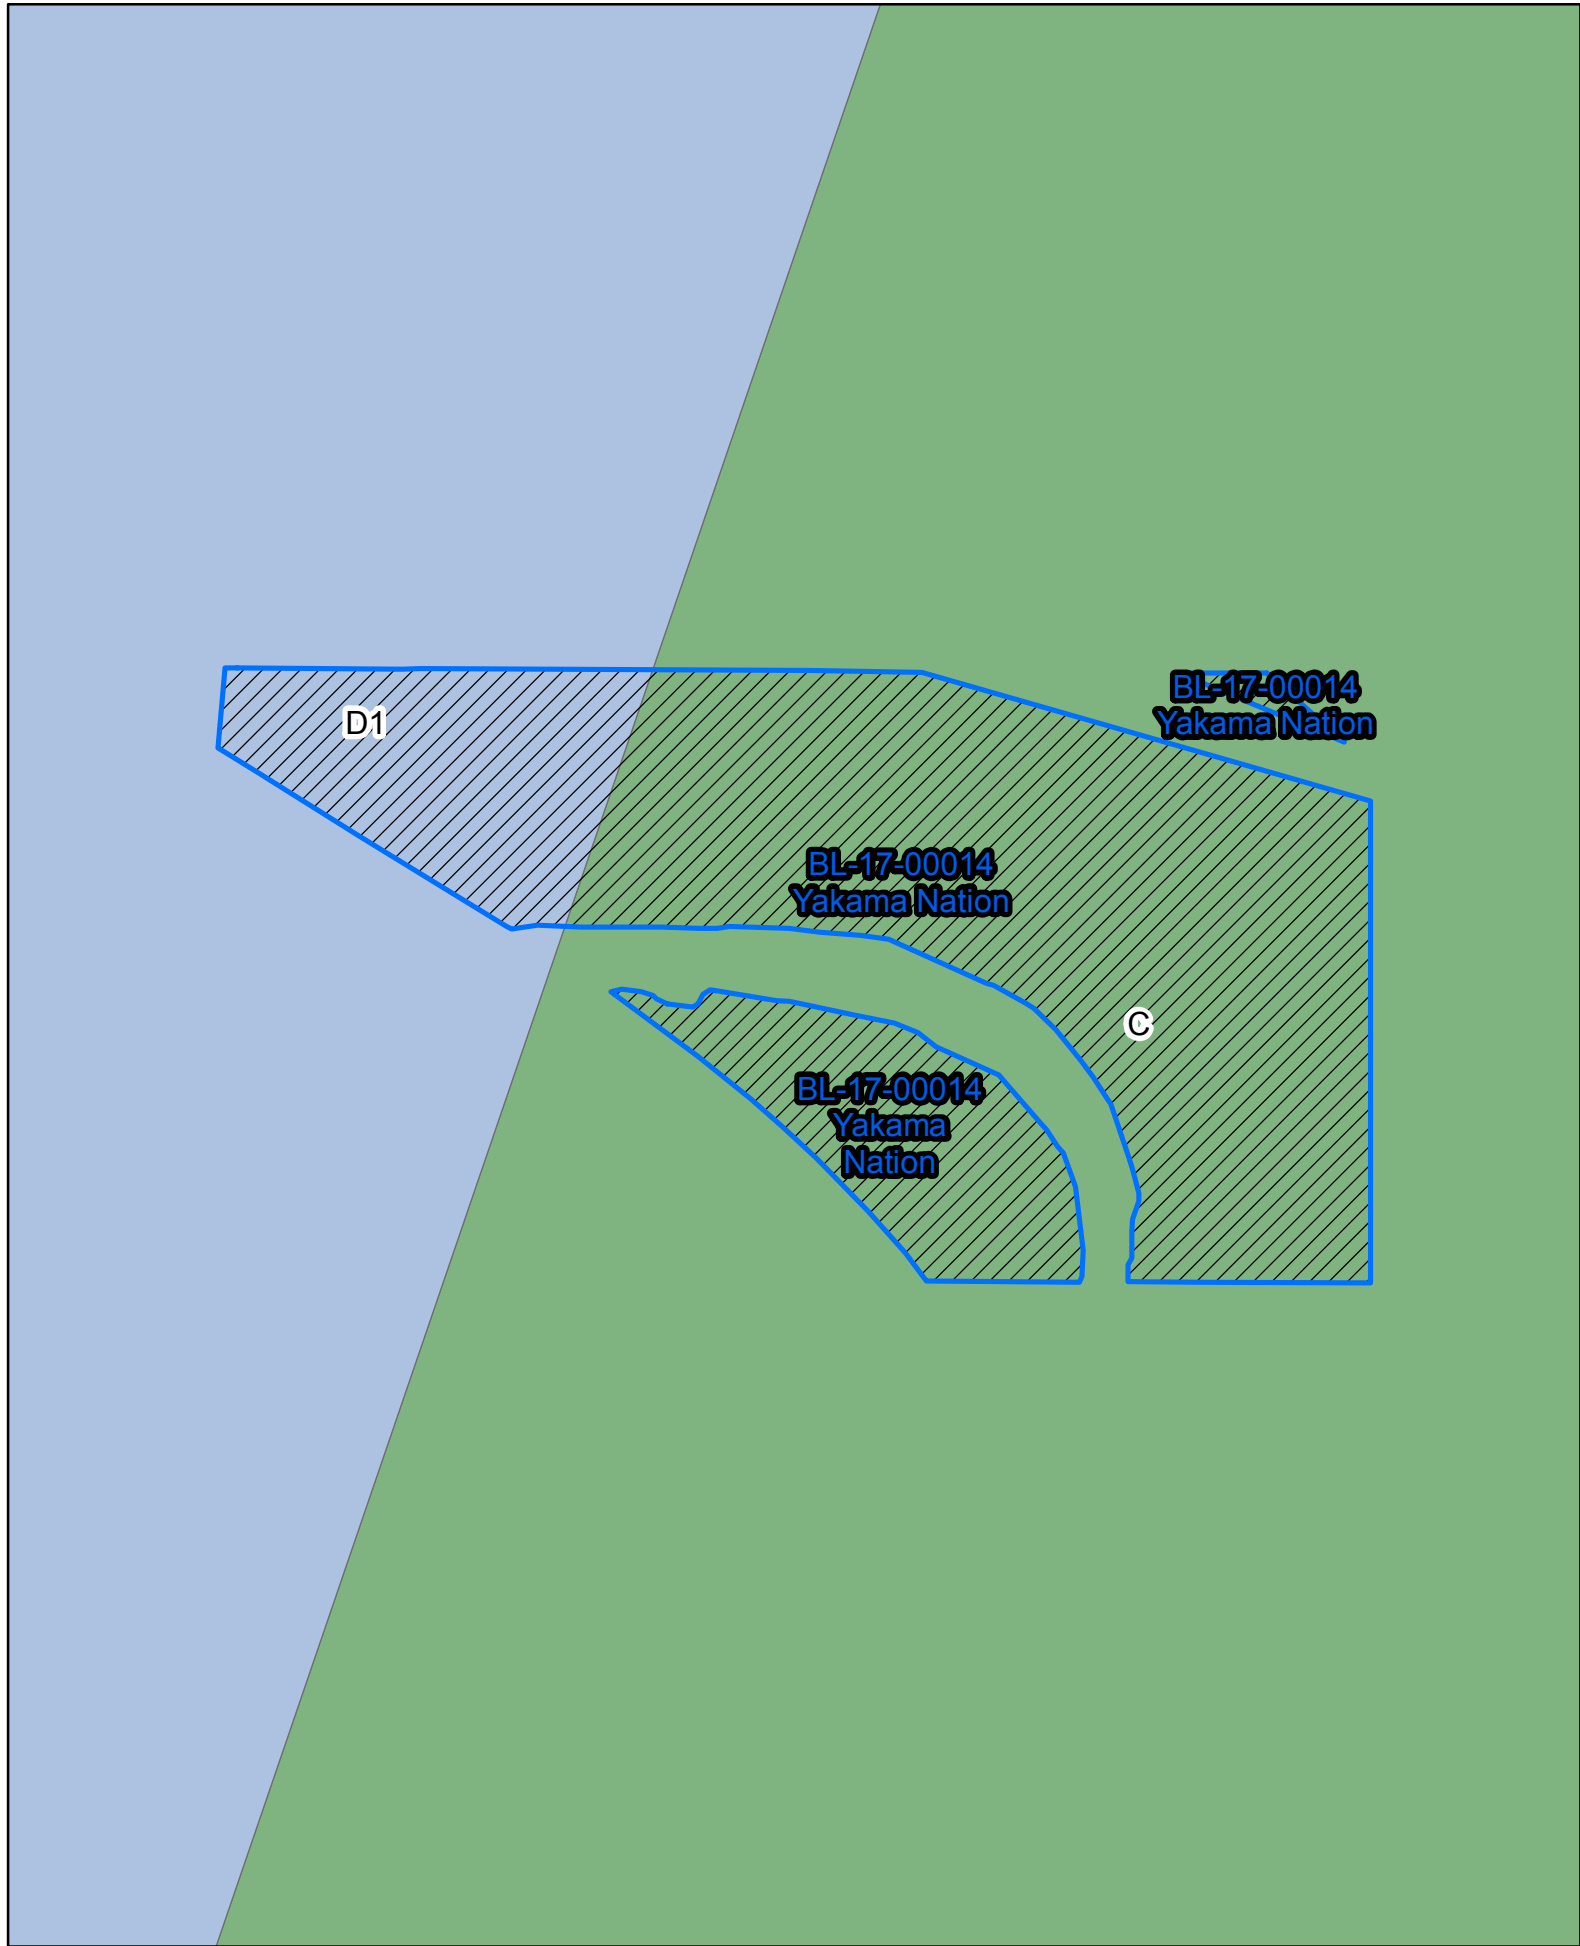 BL-17-00014
Yakama Nation
D1
BL-17-00014
Yakama Nation
C
BL-17-00014
Yakama
Nation